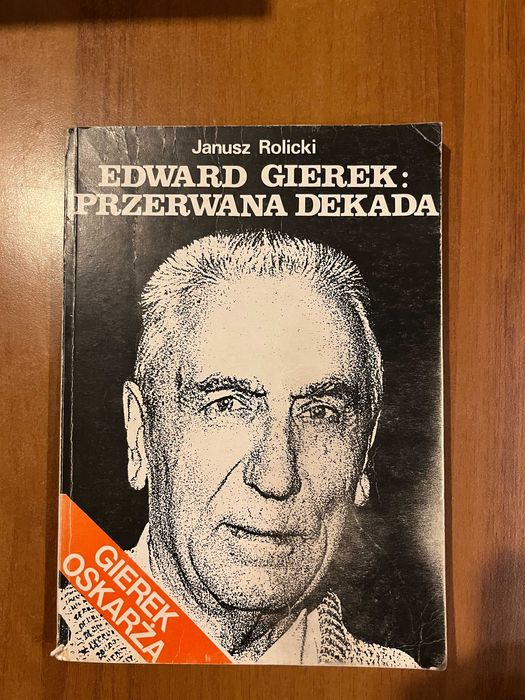 Janusz Rolicki
EDWARD GIEREK:
PRZERWANA DEKADA
GIEREK
OSKARŻA